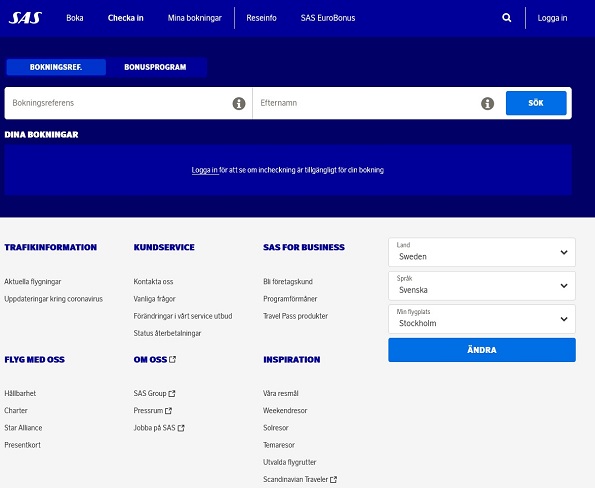 SAS
Boka
Checka in
Mina bokningar
Reseinfo
SAS EuroBonus
Logga in
BOKNINGSREF.
BONUSPROGRAM
Bokningsreferens
Efternamn
SÖK
DINA BOKNINGAR
Logga in för att se om incheckning är tillgängligt för din bokning
TRAFIKINFORMATION
Aktuella flygningar
Uppdateringar kring coronavirus
KUNDSERVICE
Kontakta oss
Vanliga frågor
Förändringar i vårt service utbud
Status återbetalningar
SAS FOR BUSINESS
Bli företagskund
Programförmåner
Travel Pass produkter
Land
Sweden
Språk
Svenska
Min flygplats
Stockholm
ÄNDRA
FLYG MED OSS
Hållbarhet
Charter
Star Alliance
Presentkort
OM OSS
SAS Group
Pressrum
Jobba på SAS
INSPIRATION
Våra resmål
Weekendresor
Solresor
Temaresor
Utvalda flygrutter
Scandinavian Traveler